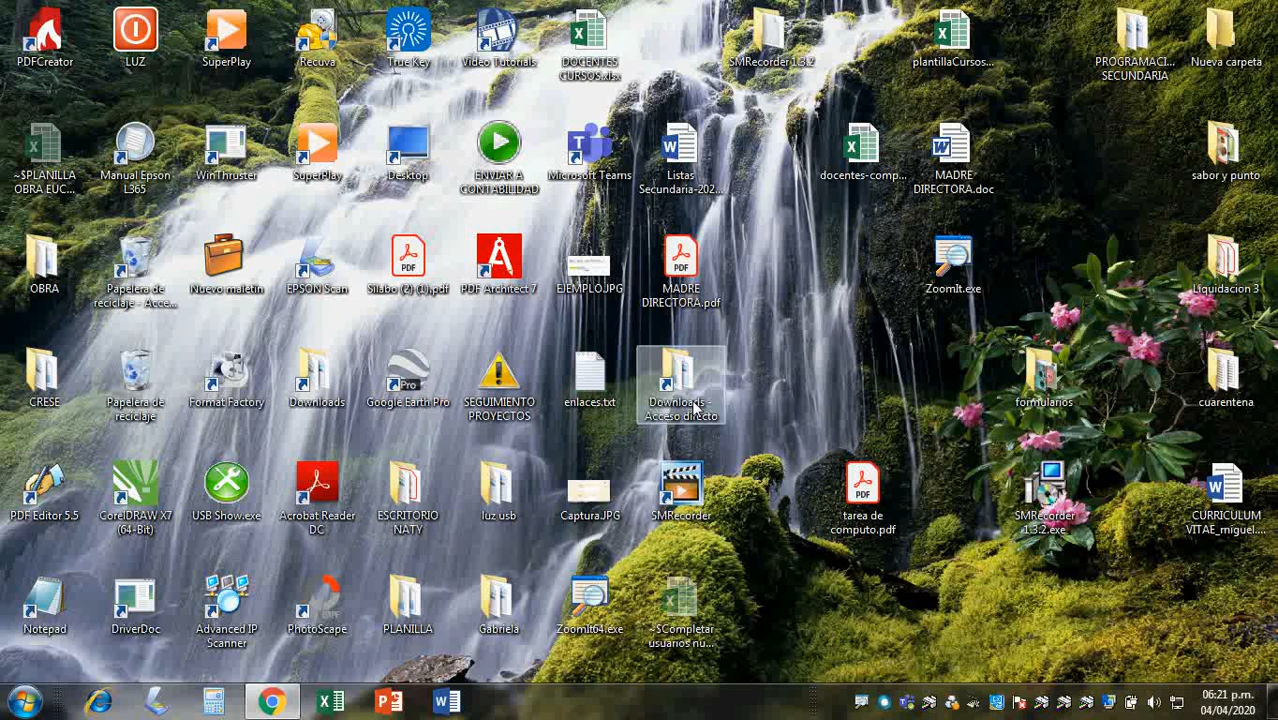 PDFCreator
LUZ
SuperPlay
Recuva
True Key
Video Tutorials
DOCENTES
CURSOS.xlsx
SMRecorder 1.3.2
plantillaCursos...
PROGRAMACI...
SECUNDARIA
Nueva carpeta
~$PLANILLA
OBRA EUC...
Manual Epson
L365
WinThruster
SuperPlay
Desktop
ENVIAR A
CONTABILIDAD
Microsoft Teams
Listas
Secundaria-202...
docentes-comp...
MADRE
DIRECTORA.doc
sabor y punto
OBRA
Papelera de
reciclaje - Acce...
Nuevo maletín
EPSON Scan
PDF
Silabo (2) (1).pdf
PDF Architect 7
EJEMPLO.JPG
PDF
MADRE
DIRECTORA.pdf
ZoomIt.exe
Liquidacion 3
CRESE
Papelera de
reciclaje
Format Factory
Downloads
Pro
Google Earth Pro
SEGUIMIENTO
PROYECTOS
enlaces.txt
Downloads -
Acceso directo
formularios
cuarentena
PDF Editor 5.5
CorelDRAW X7
(64-Bit)
USB Show.exe
Acrobat Reader
DC
ESCRITORIO
NATY
luz usb
Captura.JPG
SMRecorder
PDF
tarea de
computo.pdf
SMRecorder
1.3.2.exe
CURRICULUM
VITAE_miguel....
Notepad
DriverDoc
Advanced IP
Scanner
PhotoScape
PLANILLA
Gabriela
ZoomIt64.exe
~$Completar
usuarios nu...
06:21 p.m.
04/04/2020